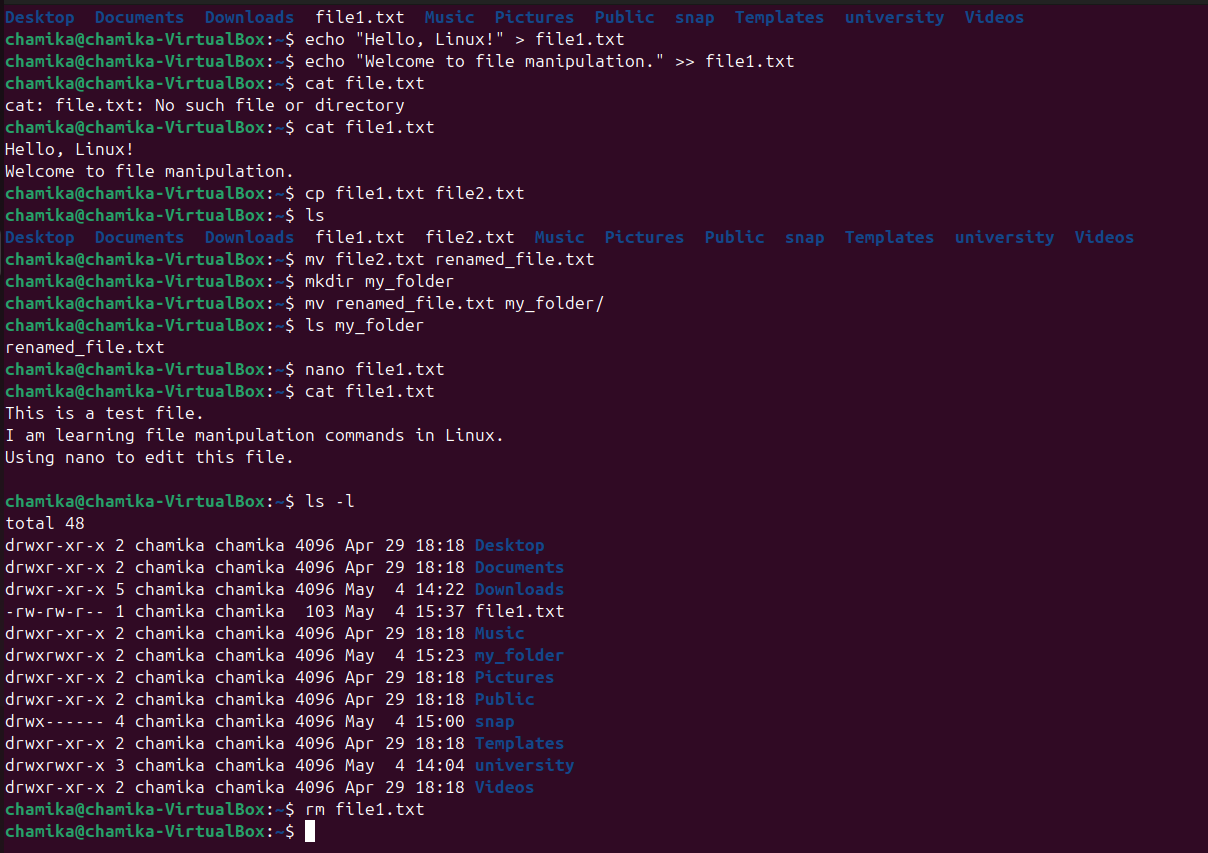 Desktop  Documents  Downloads  file1.txt  Music  Pictures  Public  snap  Templates  university  Videos
chamika@chamika-VirtualBox:~$ echo "Hello, Linux!" > file1.txt
chamika@chamika-VirtualBox:~$ echo "Welcome to file manipulation." >> file1.txt
chamika@chamika-VirtualBox:~$ cat file.txt
cat: file.txt: No such file or directory
chamika@chamika-VirtualBox:~$ cat file1.txt
Hello, Linux!
Welcome to file manipulation.
chamika@chamika-VirtualBox:~$ cp file1.txt file2.txt
chamika@chamika-VirtualBox:~$ ls
Desktop  Documents  Downloads  file1.txt  file2.txt  Music  Pictures  Public  snap  Templates  university  Videos
chamika@chamika-VirtualBox:~$ mv file2.txt renamed_file.txt
chamika@chamika-VirtualBox:~$ mkdir my_folder
chamika@chamika-VirtualBox:~$ mv renamed_file.txt my_folder/
chamika@chamika-VirtualBox:~$ ls my_folder
renamed_file.txt
chamika@chamika-VirtualBox:~$ nano file1.txt
chamika@chamika-VirtualBox:~$ cat file1.txt
This is a test file.
I am learning file manipulation commands in Linux.
Using nano to edit this file.

chamika@chamika-VirtualBox:~$ ls -l
total 48
drwxr-xr-x 2 chamika chamika 4096 Apr 29 18:18 Desktop
drwxr-xr-x 2 chamika chamika 4096 Apr 29 18:18 Documents
drwxr-xr-x 5 chamika chamika 4096 May  4 14:22 Downloads
-rw-rw-r-- 1 chamika chamika  103 May  4 15:37 file1.txt
drwxr-xr-x 2 chamika chamika 4096 Apr 29 18:18 Music
drwxrwxr-x 2 chamika chamika 4096 May  4 15:23 my_folder
drwxr-xr-x 2 chamika chamika 4096 Apr 29 18:18 Pictures
drwxr-xr-x 2 chamika chamika 4096 Apr 29 18:18 Public
drwx------ 4 chamika chamika 4096 May  4 15:00 snap
drwxr-xr-x 2 chamika chamika 4096 Apr 29 18:18 Templates
drwxrwxr-x 3 chamika chamika 4096 May  4 14:04 university
drwxr-xr-x 2 chamika chamika 4096 Apr 29 18:18 Videos
chamika@chamika-VirtualBox:~$ rm file1.txt
chamika@chamika-VirtualBox:~$